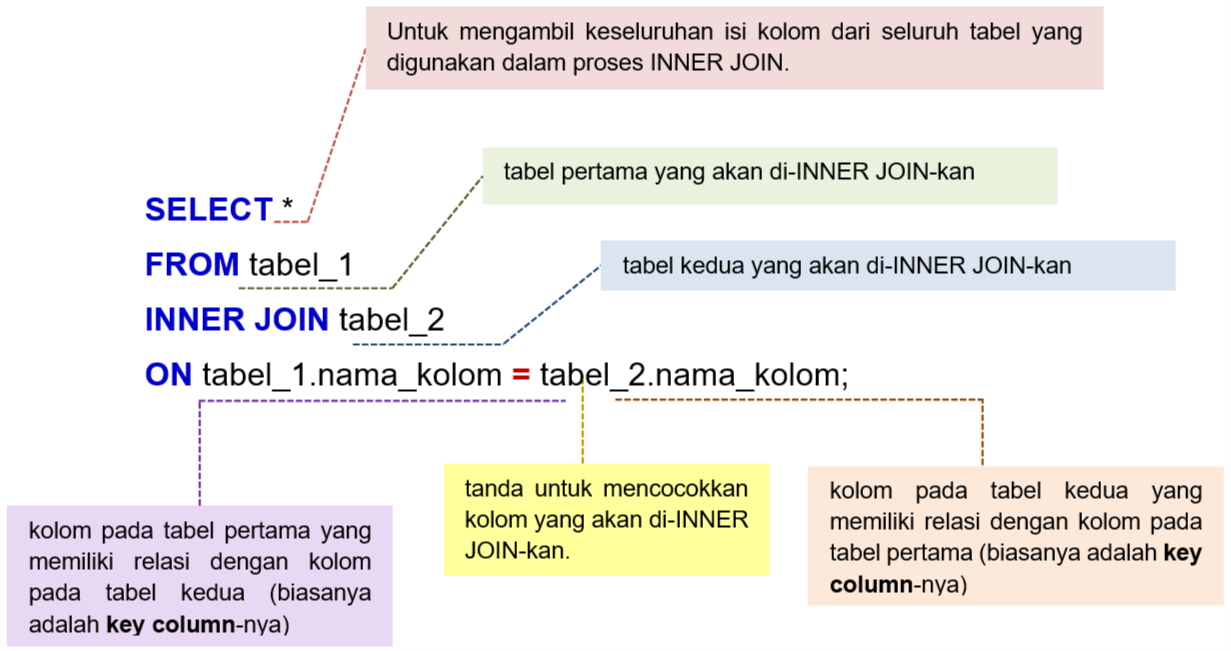 Untuk mengambil keseluruhan isi kolom dari seluruh tabel yang
digunakan dalam proses INNER JOIN.
tabel pertama yang akan di-INNER JOIN-kan
SELECT *
FROM tabel_1
tabel kedua yang akan di-INNER JOIN-kan
INNER JOIN tabel_2
ON tabel_1.nama_kolom = tabel_2.nama_kolom;
kolom pada tabel pertama yang
memiliki relasi dengan kolom
pada tabel kedua (biasanya
adalah key column-nya)
tanda untuk mencocokkan
kolom yang akan di-INNER
JOIN-kan.
kolom pada tabel kedua yang
memiliki relasi dengan kolom pada
tabel pertama (biasanya adalah key
column-nya)